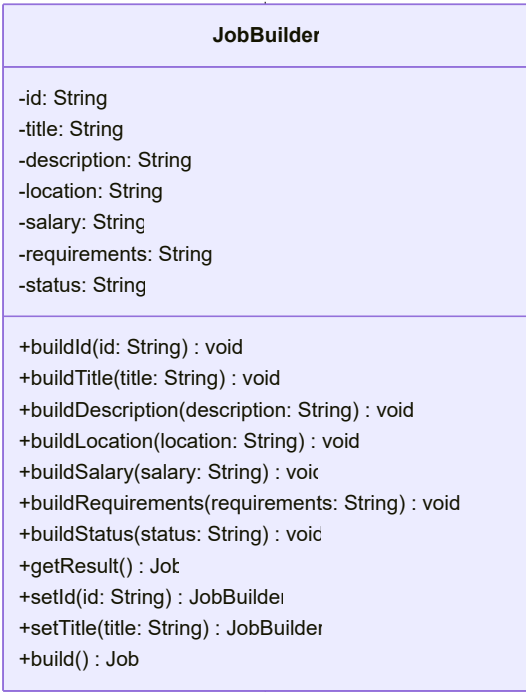 JobBuilder
-id: String
-title: String
-description: String
-location: String
-salary: String
-requirements: String
-status: String
+buildId(id: String) : void
+buildTitle(title: String) : void
+buildDescription(description: String) : void
+buildLocation(location: String) : void
+buildSalary(salary: String) : void
+buildRequirements(requirements: String) : void
+buildStatus(status: String) : void
+getResult() : Job
+setId(id: String) : JobBuilder
+setTitle(title: String) : JobBuilder
+build() : Job